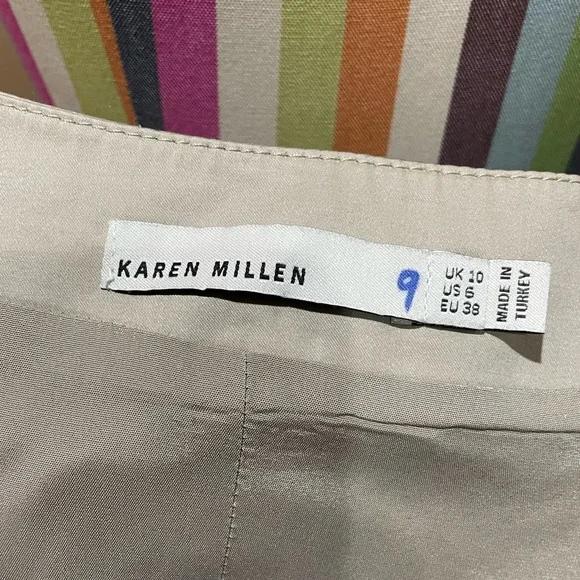 KAREN MILLEN
9
UK 10
US 6
EU 38
MADE IN
TURKEY